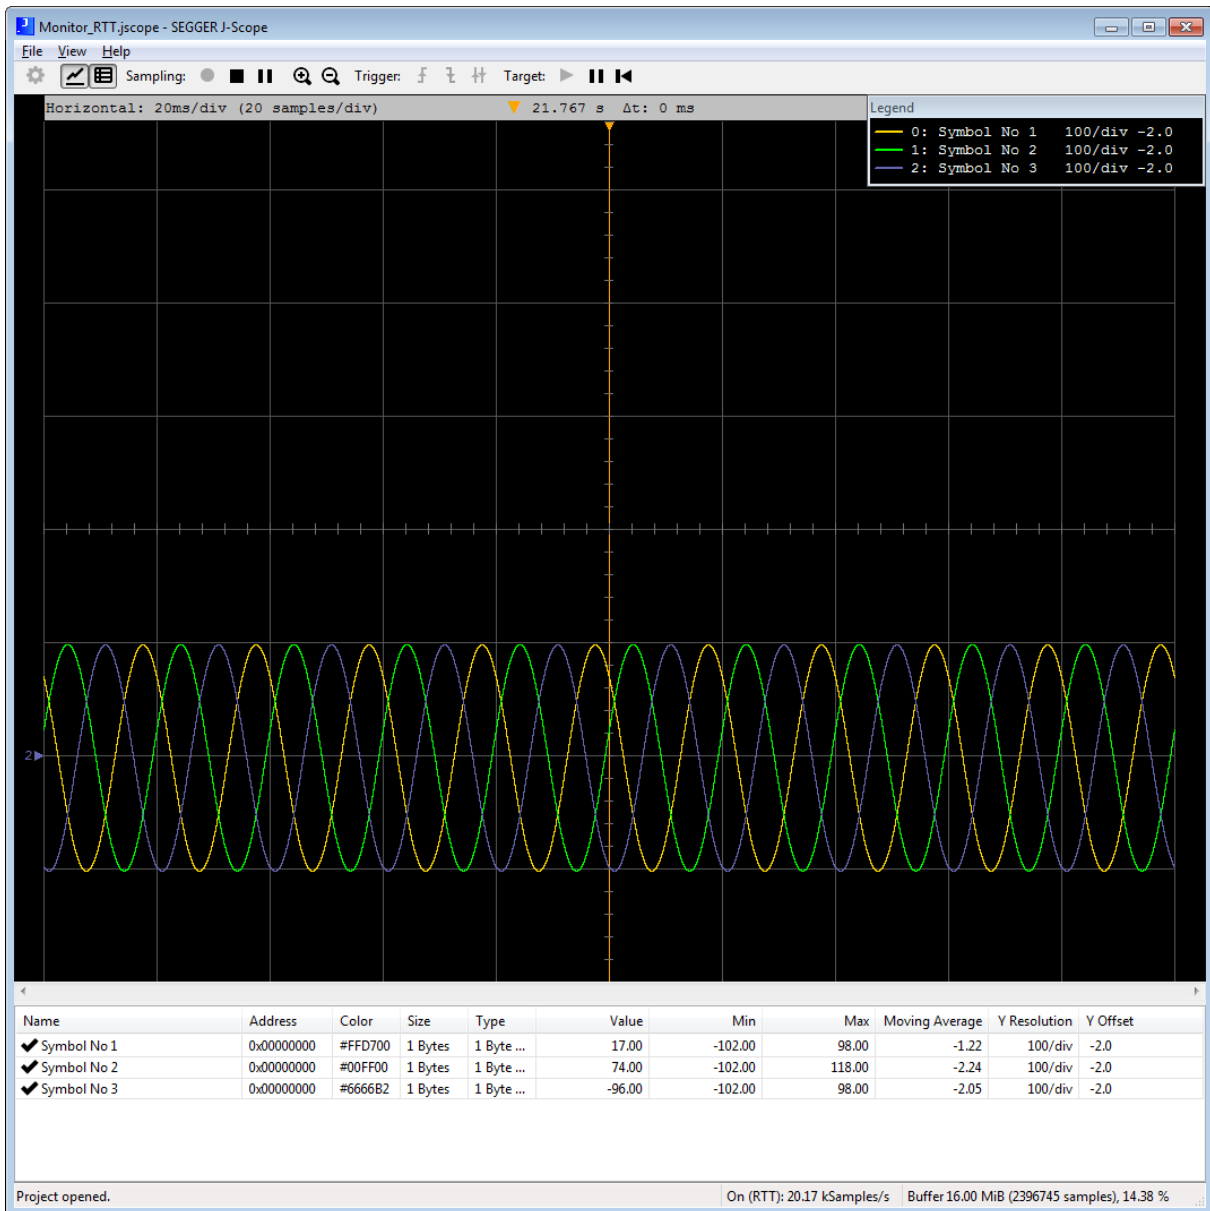 Monitor_RTT.jscope - SEGGER J-Scope
File View Help
Sampling: Trigger: Target:
Horizontal: 20ms/div (20 samples/div) 21.767 s Δt: 0 ms
Legend
0: Symbol No 1 100/div -2.0
1: Symbol No 2 100/div -2.0
2: Symbol No 3 100/div -2.0
2
Name Address Color Size Type Value Min Max Moving Average Y Resolution Y Offset
Symbol No 1 0x00000000 #FFD700 1 Bytes 1 Byte ... 17.00 -102.00 98.00 -1.22 100/div -2.0
Symbol No 2 0x00000000 #00FF00 1 Bytes 1 Byte ... 74.00 -102.00 118.00 -2.24 100/div -2.0
Symbol No 3 0x00000000 #6666B2 1 Bytes 1 Byte ... -96.00 -102.00 98.00 -2.05 100/div -2.0
Project opened. On (RTT): 20.17 kSamples/s Buffer 16.00 MiB (2396745 samples), 14.38 %